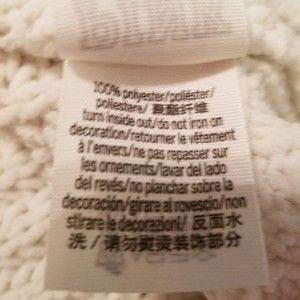 100% polyester/poliéster/
poliestere/ 聚酯纤维
turn inside out/do not iron on
decoration/retourner le vêtement
à l'envers/ne pas repasser sur
les ornements/lavar del lado
del revés/no planchar sobre la
decoración/girare al rovescio/non
stirare le decorazioni/ 反面水
洗 / 请勿熨烫装饰部分